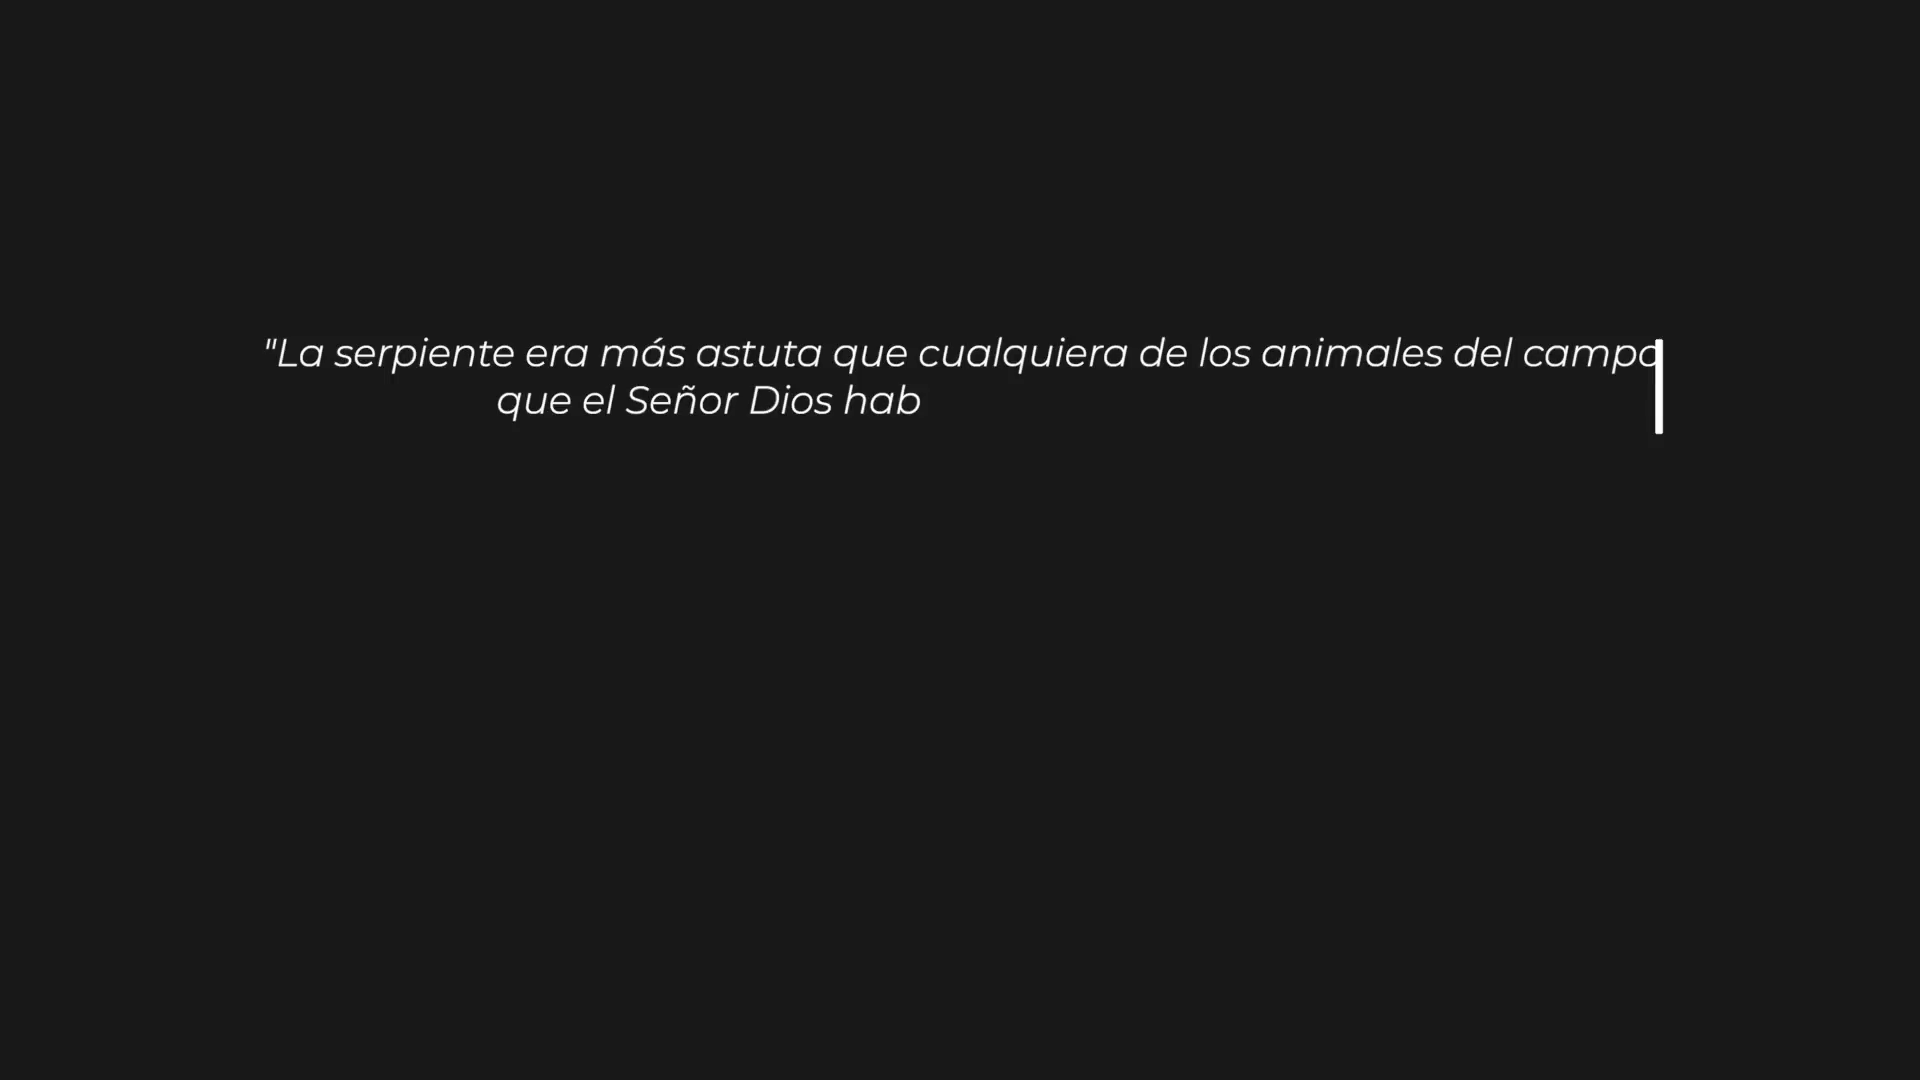 "La serpiente era más astuta que cualquiera de los animales del campo
que el Señor Dios hab